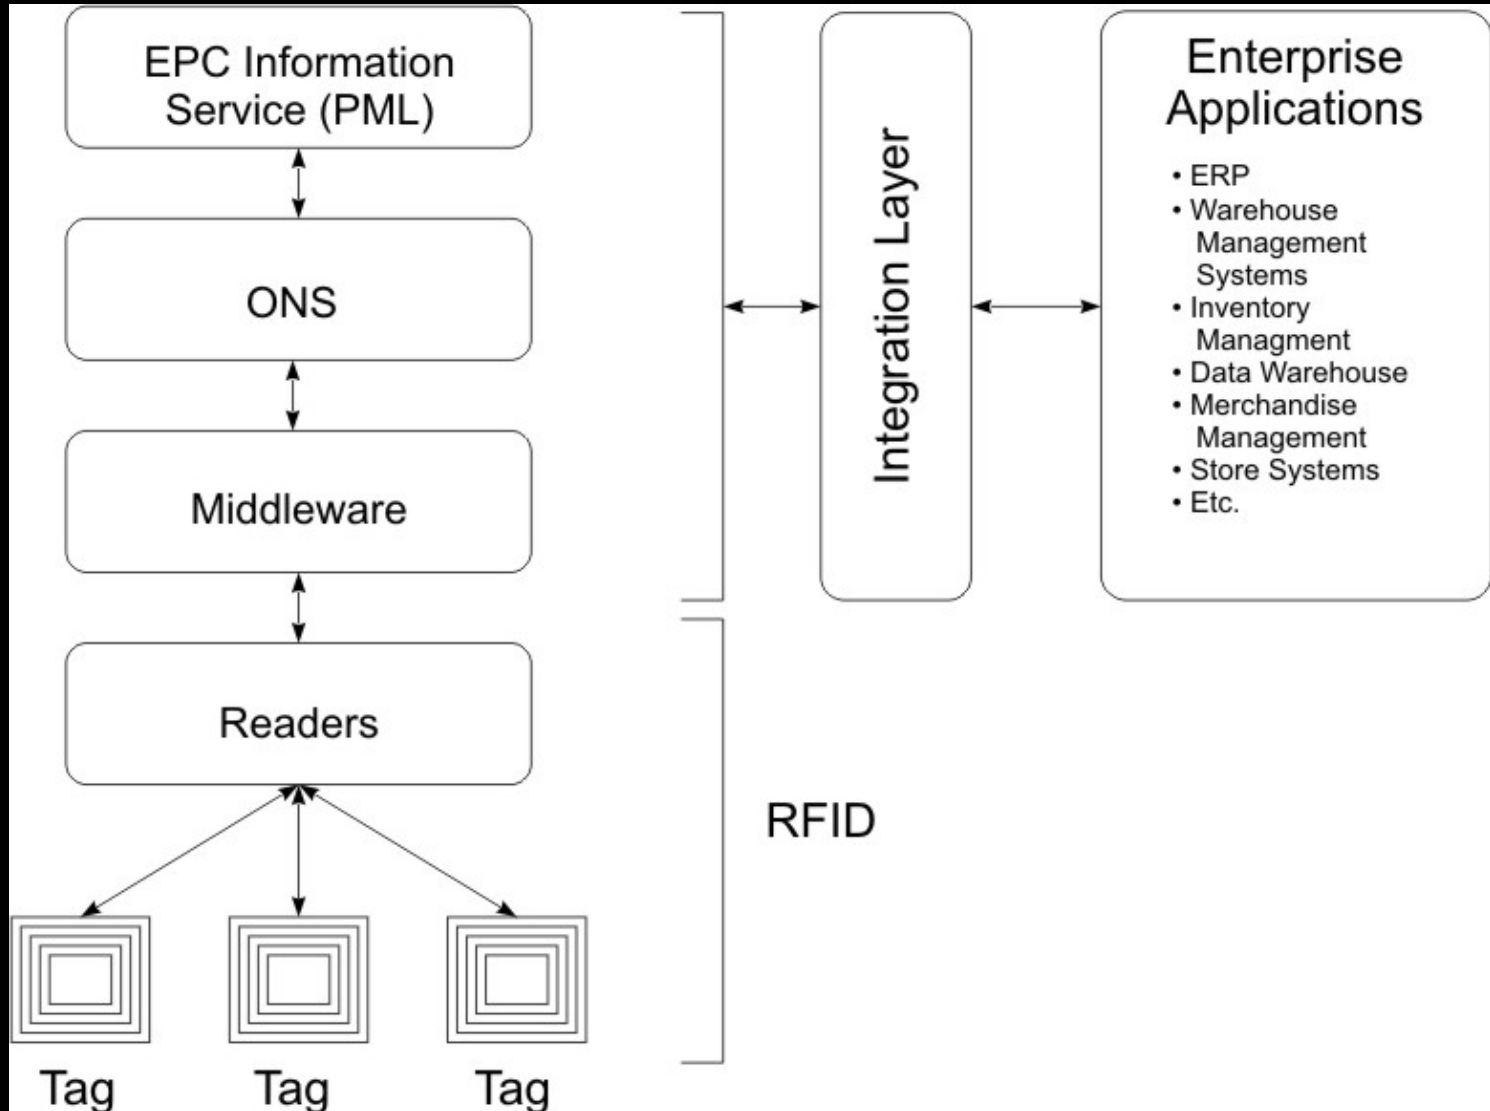 EPC Information
Service (PML)
ONS
Middleware
Readers
Tag
Tag
Tag
RFID
Integration Layer
Enterprise
Applications
• ERP
• Warehouse
Management
Systems
• Inventory
Managment
• Data Warehouse
• Merchandise
Management
• Store Systems
• Etc.